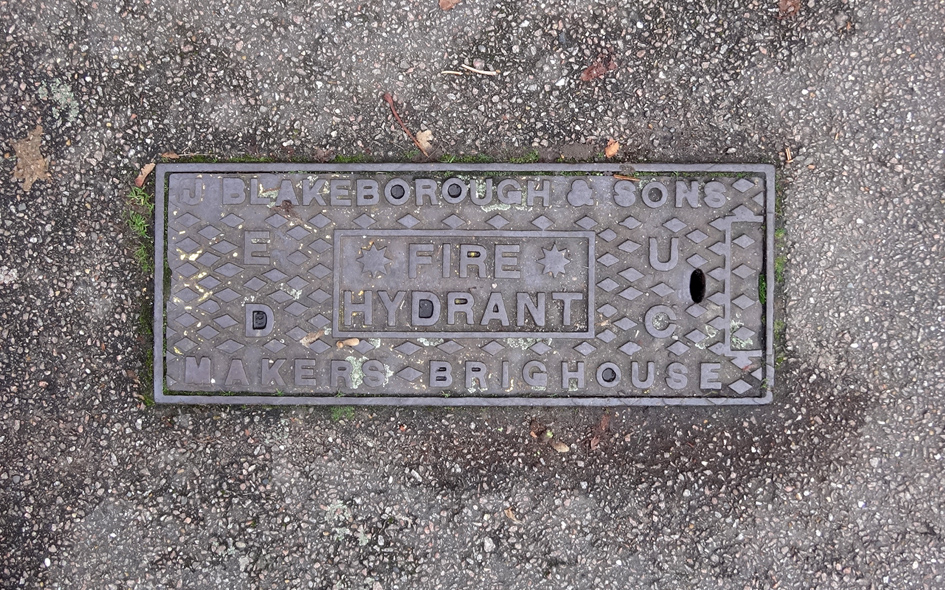 J BLAKEBOROUGH & SONS
E FIRE U
D HYDRANT C
MAKERS BRIGHOUSE